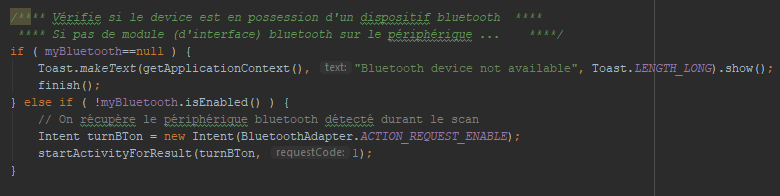 /**** Vérifie si le device est en possession d'un dispositif bluetooth ****
**** Si pas de module (d'interface) bluetooth sur le périphérique ... ****/
if ( myBluetooth==null ) {
Toast.makeText(getApplicationContext(), text: "Bluetooth device not available", Toast.LENGTH_LONG).show();
finish();
} else if ( !myBluetooth.isEnabled() ) {
// On récupère le périphérique bluetooth détecté durant le scan
Intent turnBTon = new Intent(BluetoothAdapter.ACTION_REQUEST_ENABLE);
startActivityForResult(turnBTon, requestCode: 1);
}